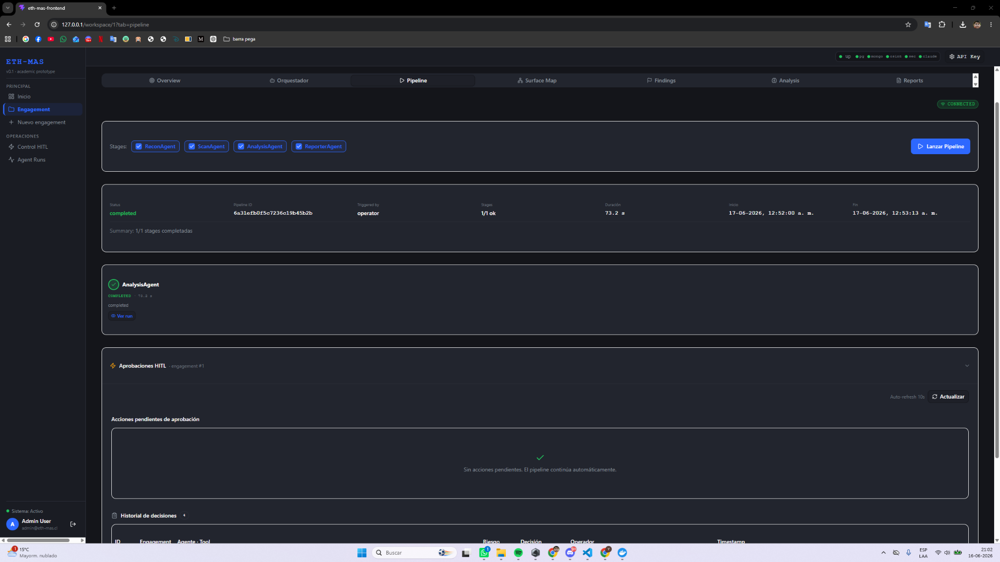 eth-mas-frontend
127.0.0.1/workspace/1?tab=pipeline
barra pega
ETH-MAS
v0.1 · academic prototype
up pg mongo osint sec claude
API Key
PRINCIPAL
Inicio
Engagement
Nuevo engagement
OPERACIONES
Control HITL
Agent Runs
Overview Orquestador Pipeline Surface Map Findings Analysis Reports
CONNECTED
Stages: ReconAgent ScanAgent AnalysisAgent ReporterAgent
Lanzar Pipeline
Status Pipeline ID Triggered by Stages Duración Inicio Fin
completed 6a31efb0f5c7236c19b45b2b operator 1/1 ok 73.2 s 17-06-2026, 12:52:00 a. m. 17-06-2026, 12:53:13 a. m.
Summary: 1/1 stages completadas
AnalysisAgent
COMPLETED · 73.2 s
completed
Ver run
Aprobaciones HITL · engagement #1
Auto-refresh 10s
Actualizar
Acciones pendientes de aprobación
Sin acciones pendientes. El pipeline continúa automáticamente.
Historial de decisiones 4
ID Engagement Agente · Tool Riesgo Decisión Operador Timestamp
Sistema: Activo
A
Admin User
admin@eth-mas.cl
1
15°C
Mayorm. nublado
Buscar
1
9+
ESP
LAA
21:02
16-06-2026